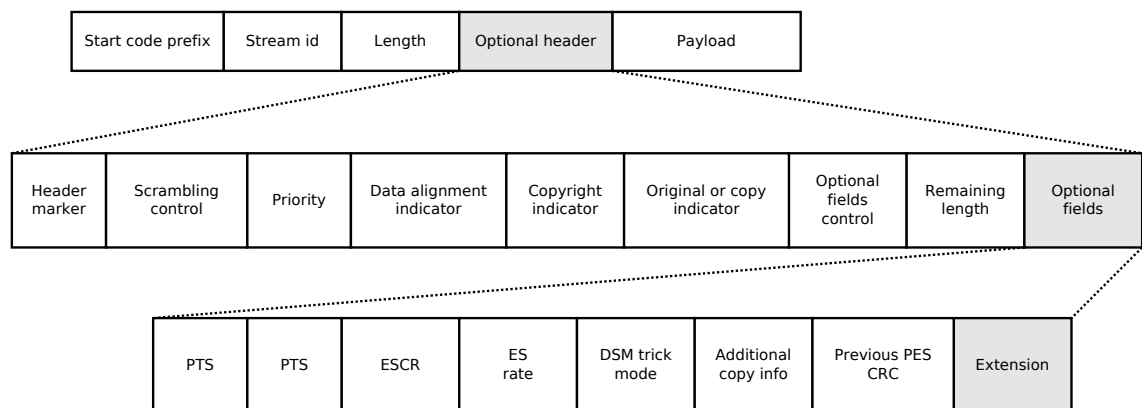 Start code prefix
Stream id
Length
Optional header
Payload
Header
marker
Scrambling
control
Priority
Data alignment
indicator
Copyright
indicator
Original or copy
indicator
Optional
fields
control
Remaining
length
Optional
fields
PTS
PTS
ESCR
ES
rate
DSM trick
mode
Additional
copy info
Previous PES
CRC
Extension